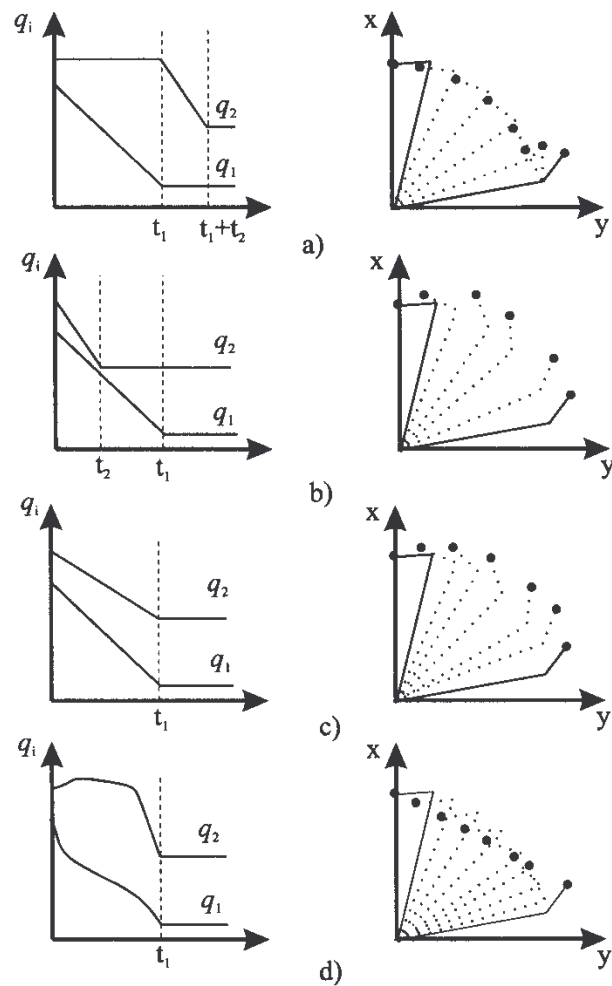 qᵢ
q₂
q₁
t₁
t₁+t₂
x
y
a)
qᵢ
q₂
q₁
t₂
t₁
x
y
b)
qᵢ
q₂
q₁
t₁
x
y
c)
qᵢ
q₂
q₁
t₁
x
y
d)